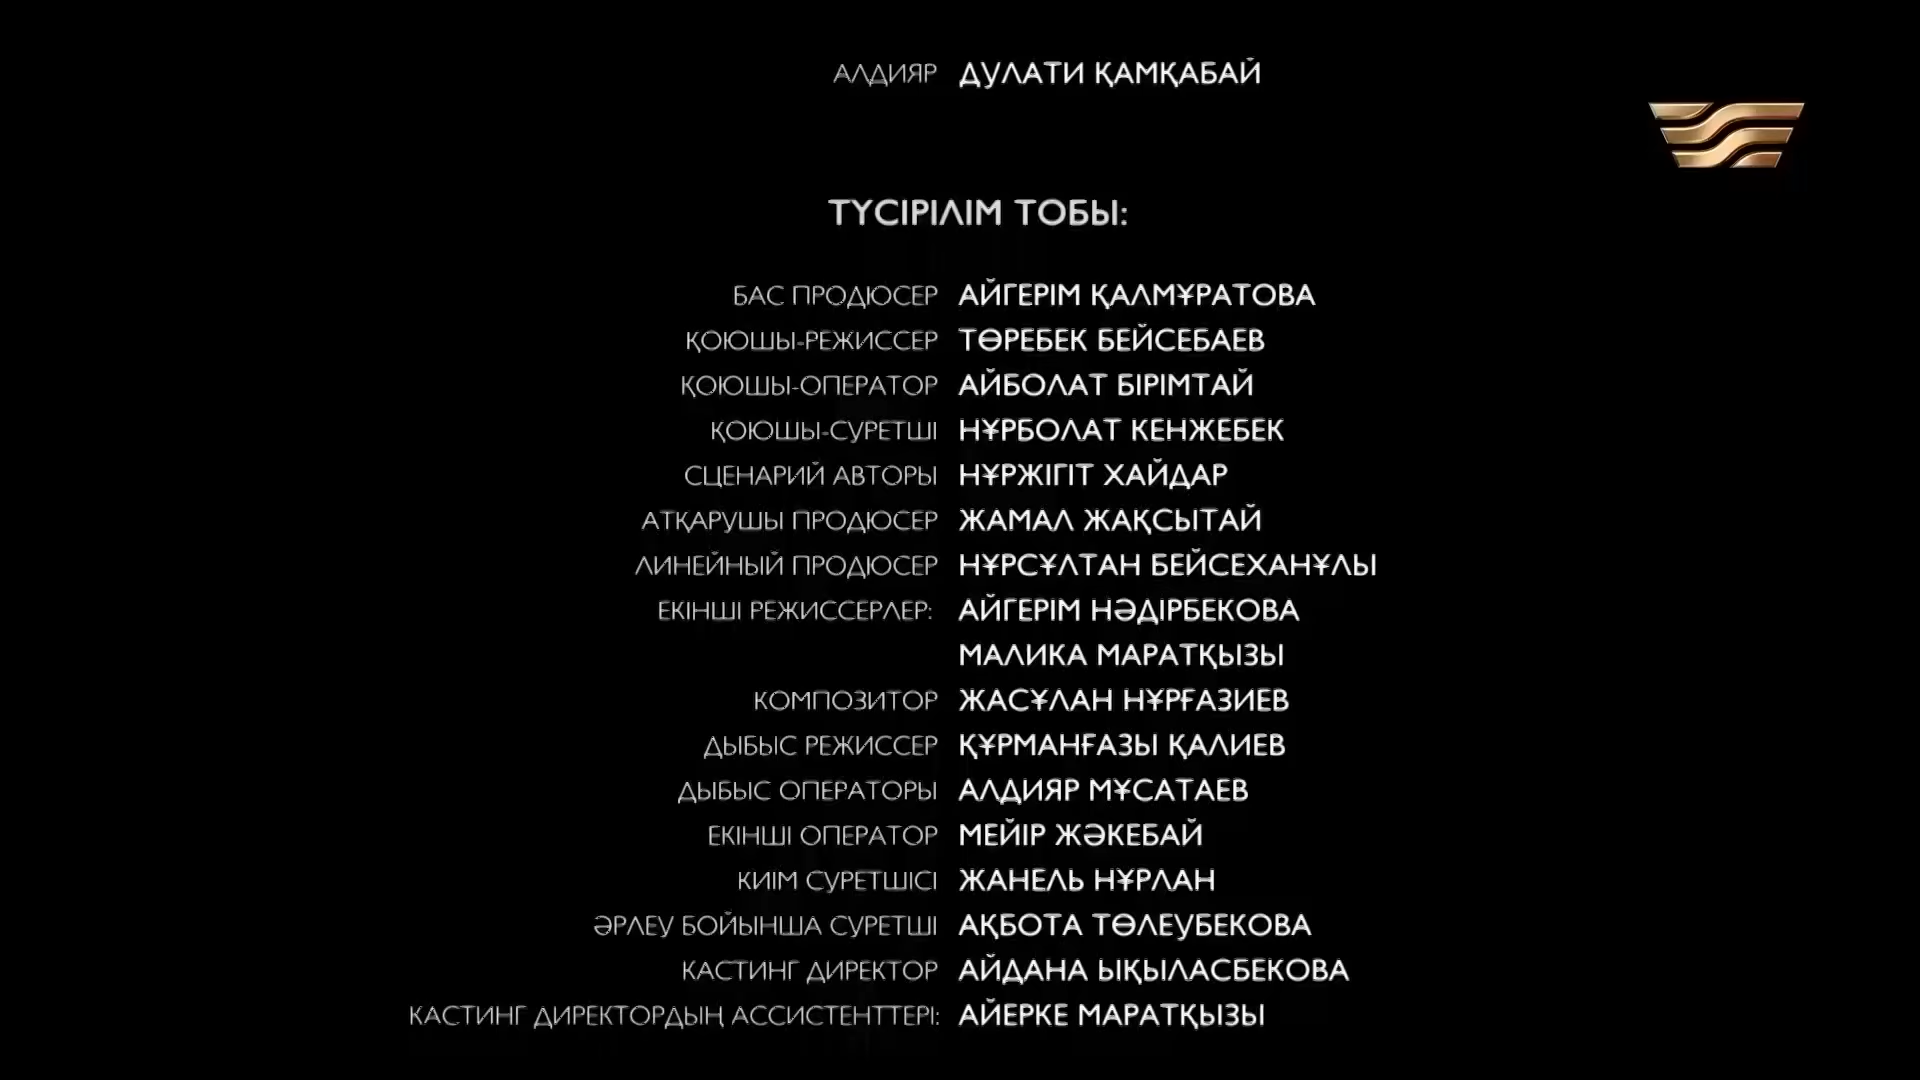 АЛДИЯР ДУЛАТИ ҚАМҚАБАЙ
ТҮСІРІЛІМ ТОБЫ:
БАС ПРОДЮСЕР АЙГЕРІМ ҚАЛМҰРАТОВА
ҚОЮШЫ-РЕЖИССЕР ТӨРЕБЕК БЕЙСЕБАЕВ
ҚОЮШЫ-ОПЕРАТОР АЙБОЛАТ БІРІМТАЙ
ҚОЮШЫ-СУРЕТШІ НҰРБОЛАТ КЕНЖЕБЕК
СЦЕНАРИЙ АВТОРЫ НҰРЖІГІТ ХАЙДАР
АТҚАРУШЫ ПРОДЮСЕР ЖАМАЛ ЖАҚСЫТАЙ
ЛИНЕЙНЫЙ ПРОДЮСЕР НҰРСҰЛТАН БЕЙСЕХАНҰЛЫ
ЕКІНШІ РЕЖИССЕРЛЕР: АЙГЕРІМ НӘДІРБЕКОВА
МАЛИКА МАРАТҚЫЗЫ
КОМПОЗИТОР ЖАСҰЛАН НҰРҒАЗИЕВ
ДЫБЫС РЕЖИССЕР ҚҰРМАНҒАЗЫ ҚАЛИЕВ
ДЫБЫС ОПЕРАТОРЫ АЛДИЯР МҰСАТАЕВ
ЕКІНШІ ОПЕРАТОР МЕЙІР ЖӘКЕБАЙ
КИІМ СУРЕТШІСІ ЖАНЕЛЬ НҰРЛАН
ӘРЛЕУ БОЙЫНША СУРЕТШІ АҚБОТА ТӨЛЕУБЕКОВА
КАСТИНГ ДИРЕКТОР АЙДАНА ЫҚЫЛАСБЕКОВА
КАСТИНГ ДИРЕКТОРДЫҢ АССИСТЕНТТЕРІ: АЙЕРКЕ МАРАТҚЫЗЫ